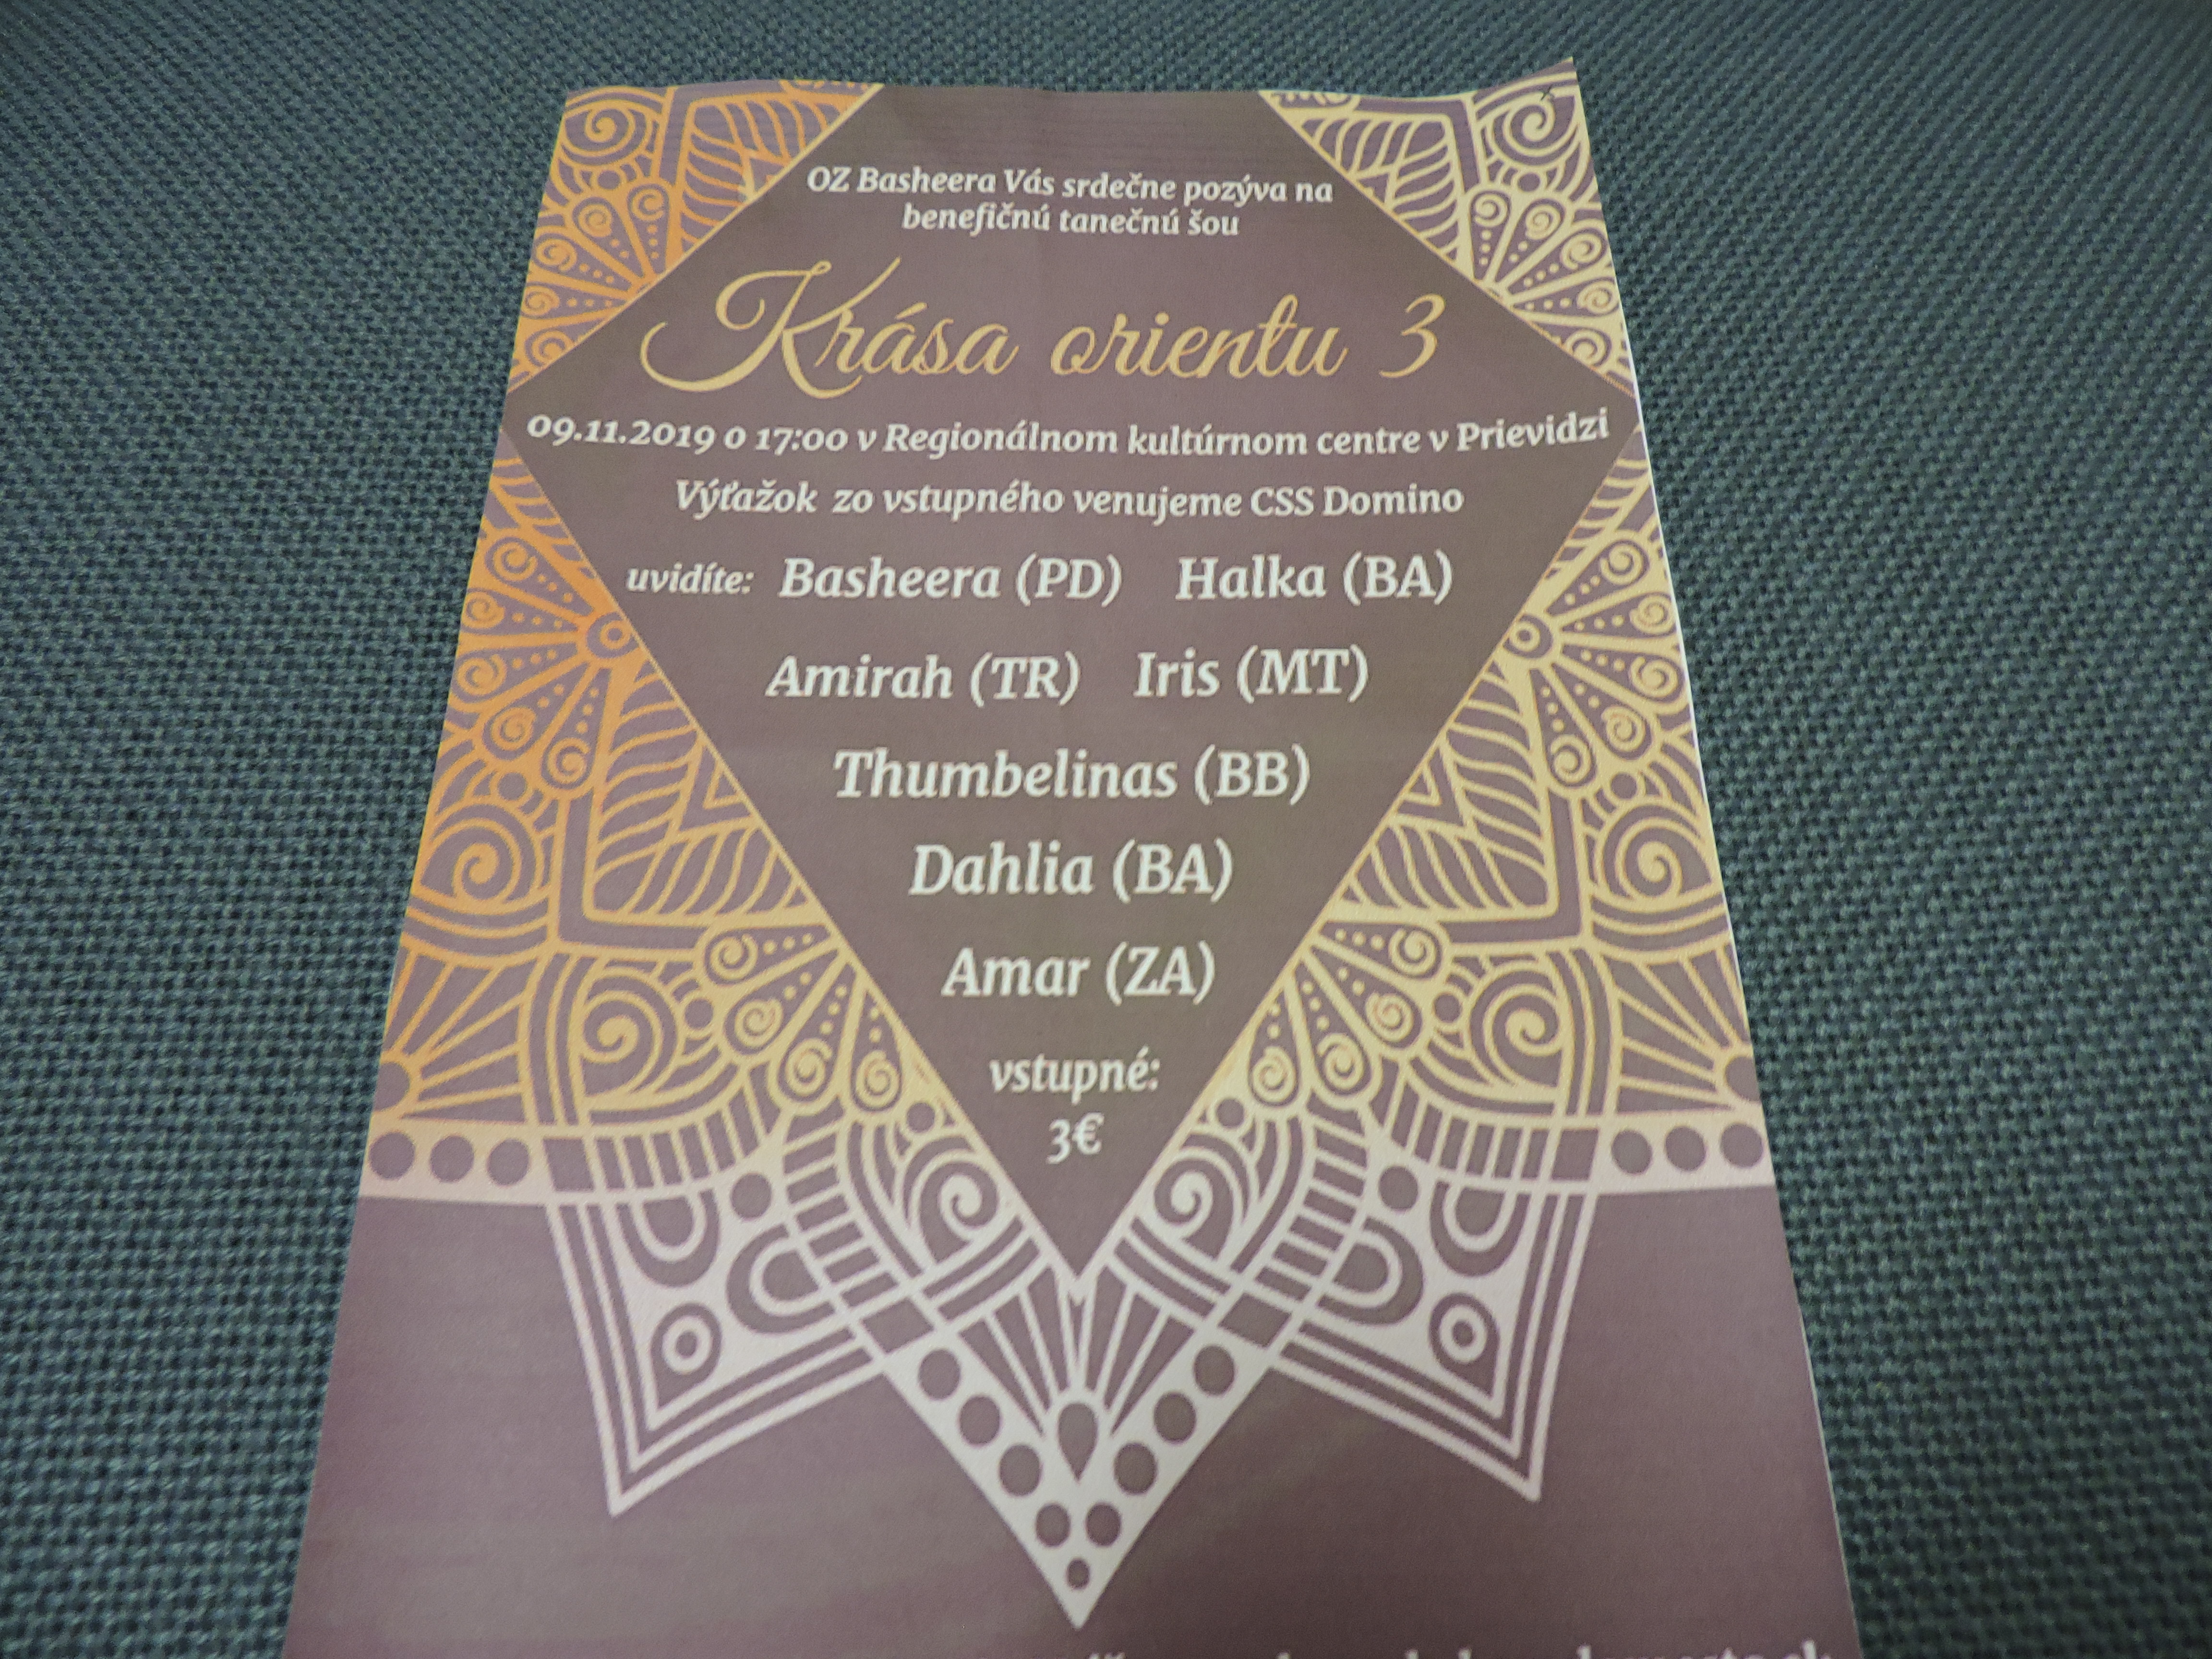 OZ Basheera Vás srdečne pozýva na
benefičnú tanečnú šou
Krása orientu 3
09.11.2019 o 17:00 v Regionálnom kultúrnom centre v Prievidzi
Výťažok zo vstupného venujeme CSS Domino
uvidíte: Basheera (PD) Halka (BA)
Amirah (TR) Iris (MT)
Thumbelinas (BB)
Dahlia (BA)
Amar (ZA)
vstupné:
3€